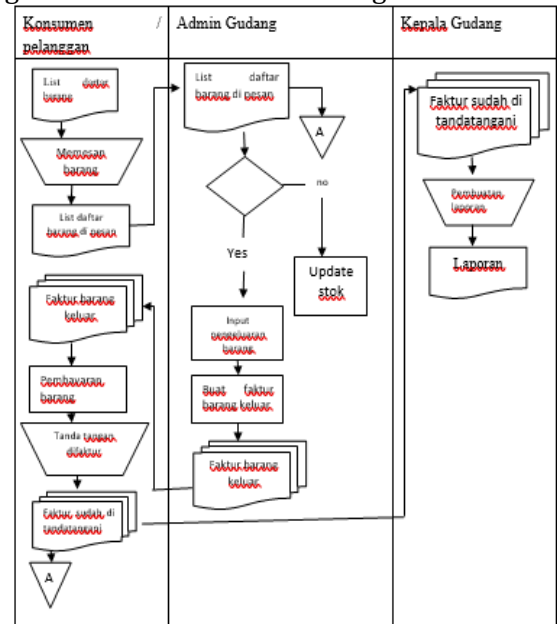 Konsumen / Admin Gudang Kepala Gudang
pelanggan
List daftar
barang
Memesan
barang
List daftar
barang di pesan
Faktur barang
keluar
Pembayaran
barang
Tanda tangan
difaktur
Faktur sudah di
tandatangani
A
List daftar
barang di pesan
A
no
Yes
Update
stok
Input
pengeluaran
barang
Buat faktur
barang keluar
Faktur barang
keluar
Faktur sudah di
tandatangani
Pembuatan
laporan
Laporan